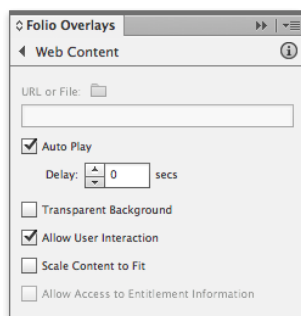 Folio Overlays
Web Content
URL or File:
Auto Play
Delay: 0 secs
Transparent Background
Allow User Interaction
Scale Content to Fit
Allow Access to Entitlement Information